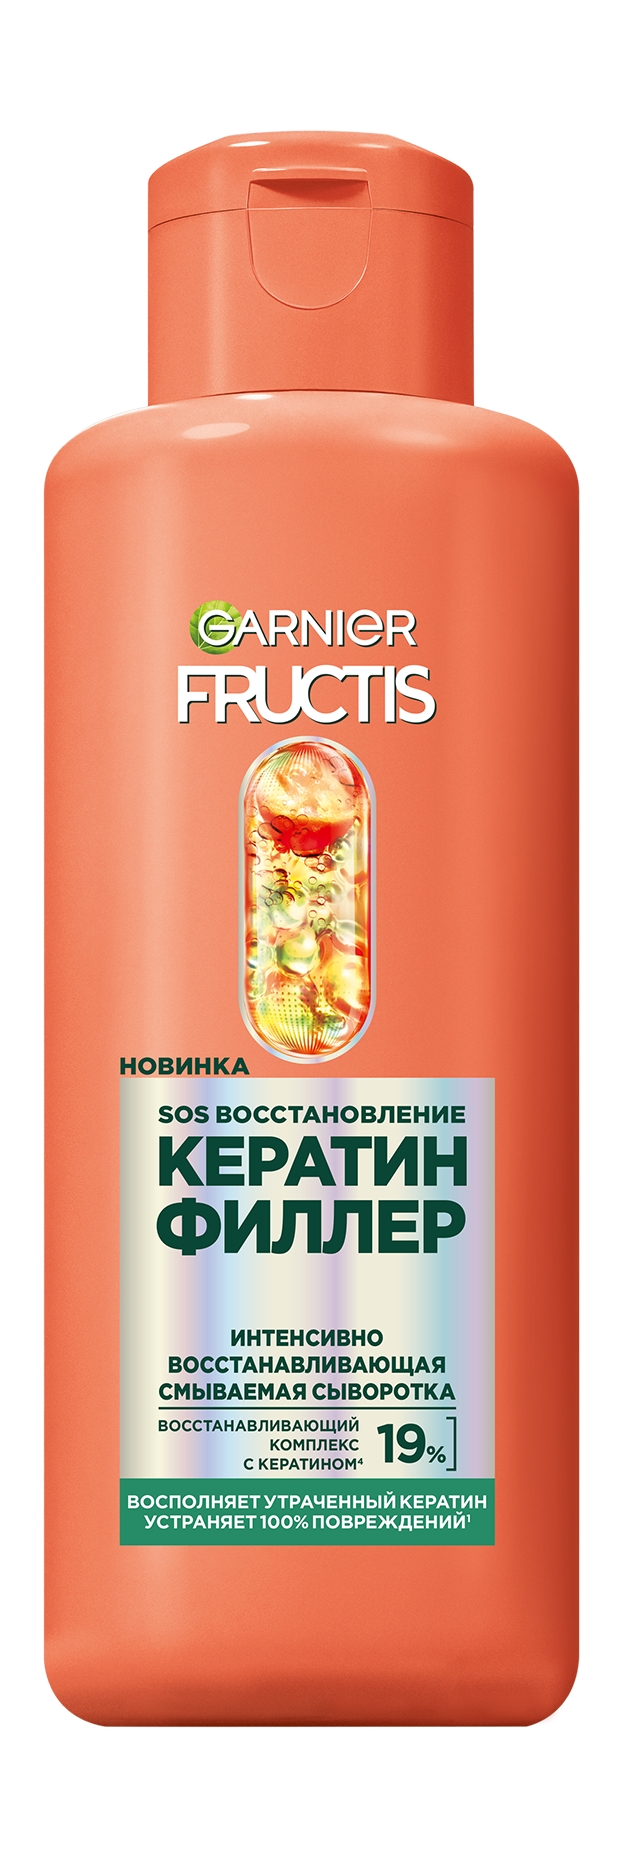 GARNIER
FRUCTIS
НОВИНКА
SOS ВОССТАНОВЛЕНИЕ
КЕРАТИН
ФИЛЛЕР
ИНТЕНСИВНО
ВОССТАНАВЛИВАЮЩАЯ
СМЫВАЕМАЯ СЫВОРОТКА
ВОССТАНАВЛИВАЮЩИЙ
КОМПЛЕКС
С КЕРАТИНОМ⁴
19%
ВОСПОЛНЯЕТ УТРАЧЕННЫЙ КЕРАТИН
УСТРАНЯЕТ 100% ПОВРЕЖДЕНИЙ¹